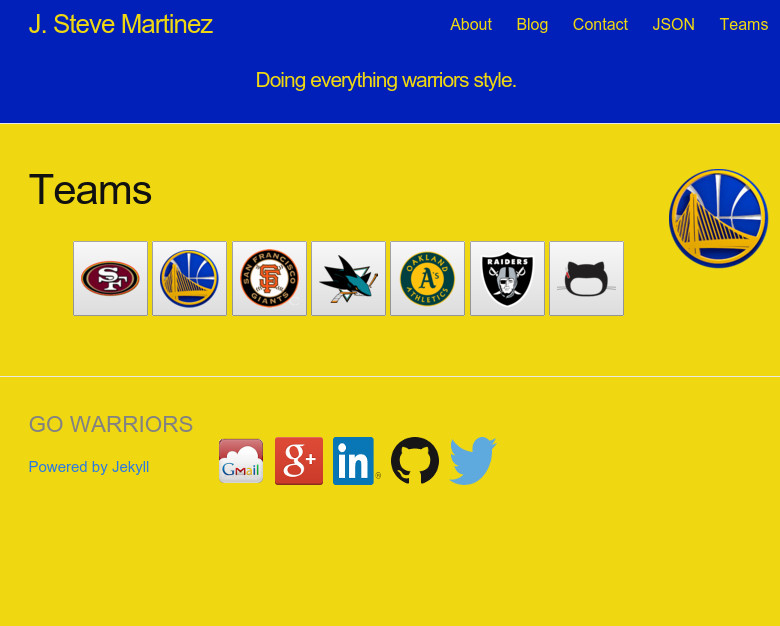 J. Steve Martinez
About Blog Contact JSON Teams
Doing everything warriors style.
Teams
SF
SAN FRANCISCO
SF
GIANTS
OAKLAND
A's
ATHLETICS
RAIDERS
GO WARRIORS
Powered by Jekyll
Gmail
g+
in®